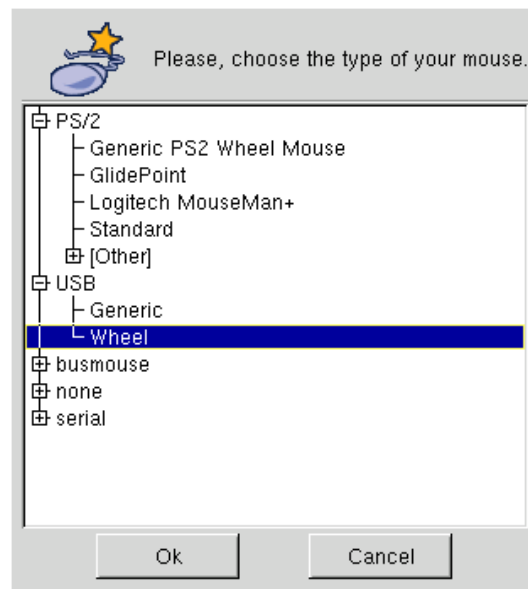 Please, choose the type of your mouse.
PS/2
Generic PS2 Wheel Mouse
GlidePoint
Logitech MouseMan+
Standard
[Other]
USB
Generic
Wheel
busmouse
none
serial
Ok Cancel